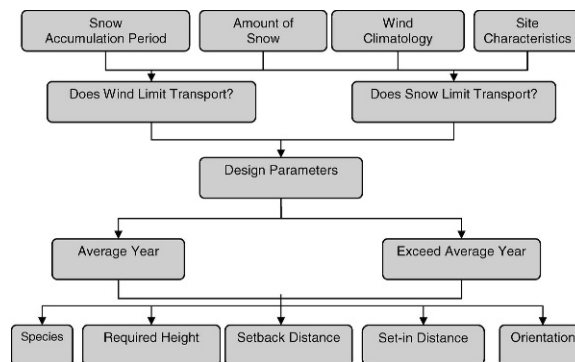 Snow
Accumulation Period
Amount of
Snow
Wind
Climatology
Site
Characteristics
Does Wind Limit Transport?
Does Snow Limit Transport?
Design Parameters
Average Year
Exceed Average Year
Species
Required Height
Setback Distance
Set-in Distance
Orientation